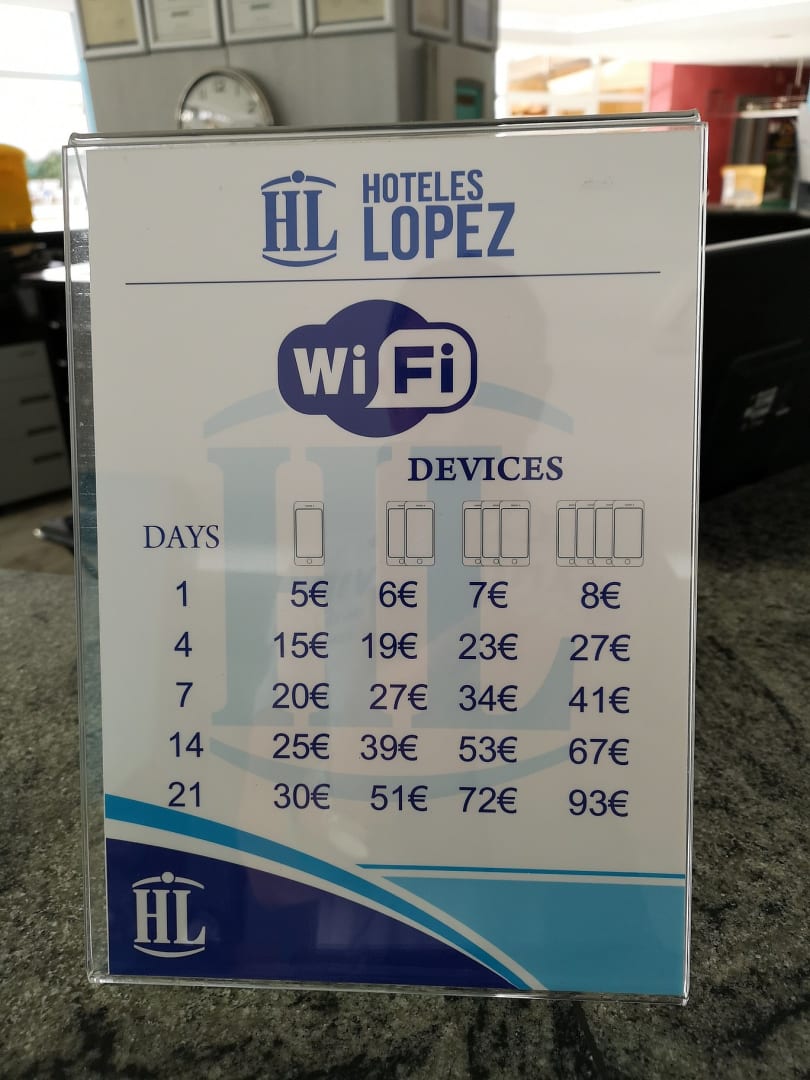 HL HOTELES
LOPEZ
WiFi
DEVICES
DAYS
1 5€ 6€ 7€ 8€
4 15€ 19€ 23€ 27€
7 20€ 27€ 34€ 41€
14 25€ 39€ 53€ 67€
21 30€ 51€ 72€ 93€
HL